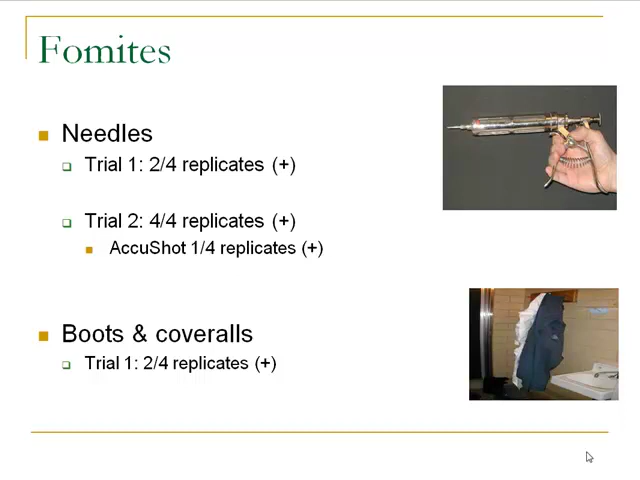 Fomites
Needles
Trial 1: 2/4 replicates (+)
Trial 2: 4/4 replicates (+)
AccuShot 1/4 replicates (+)
Boots & coveralls
Trial 1: 2/4 replicates (+)